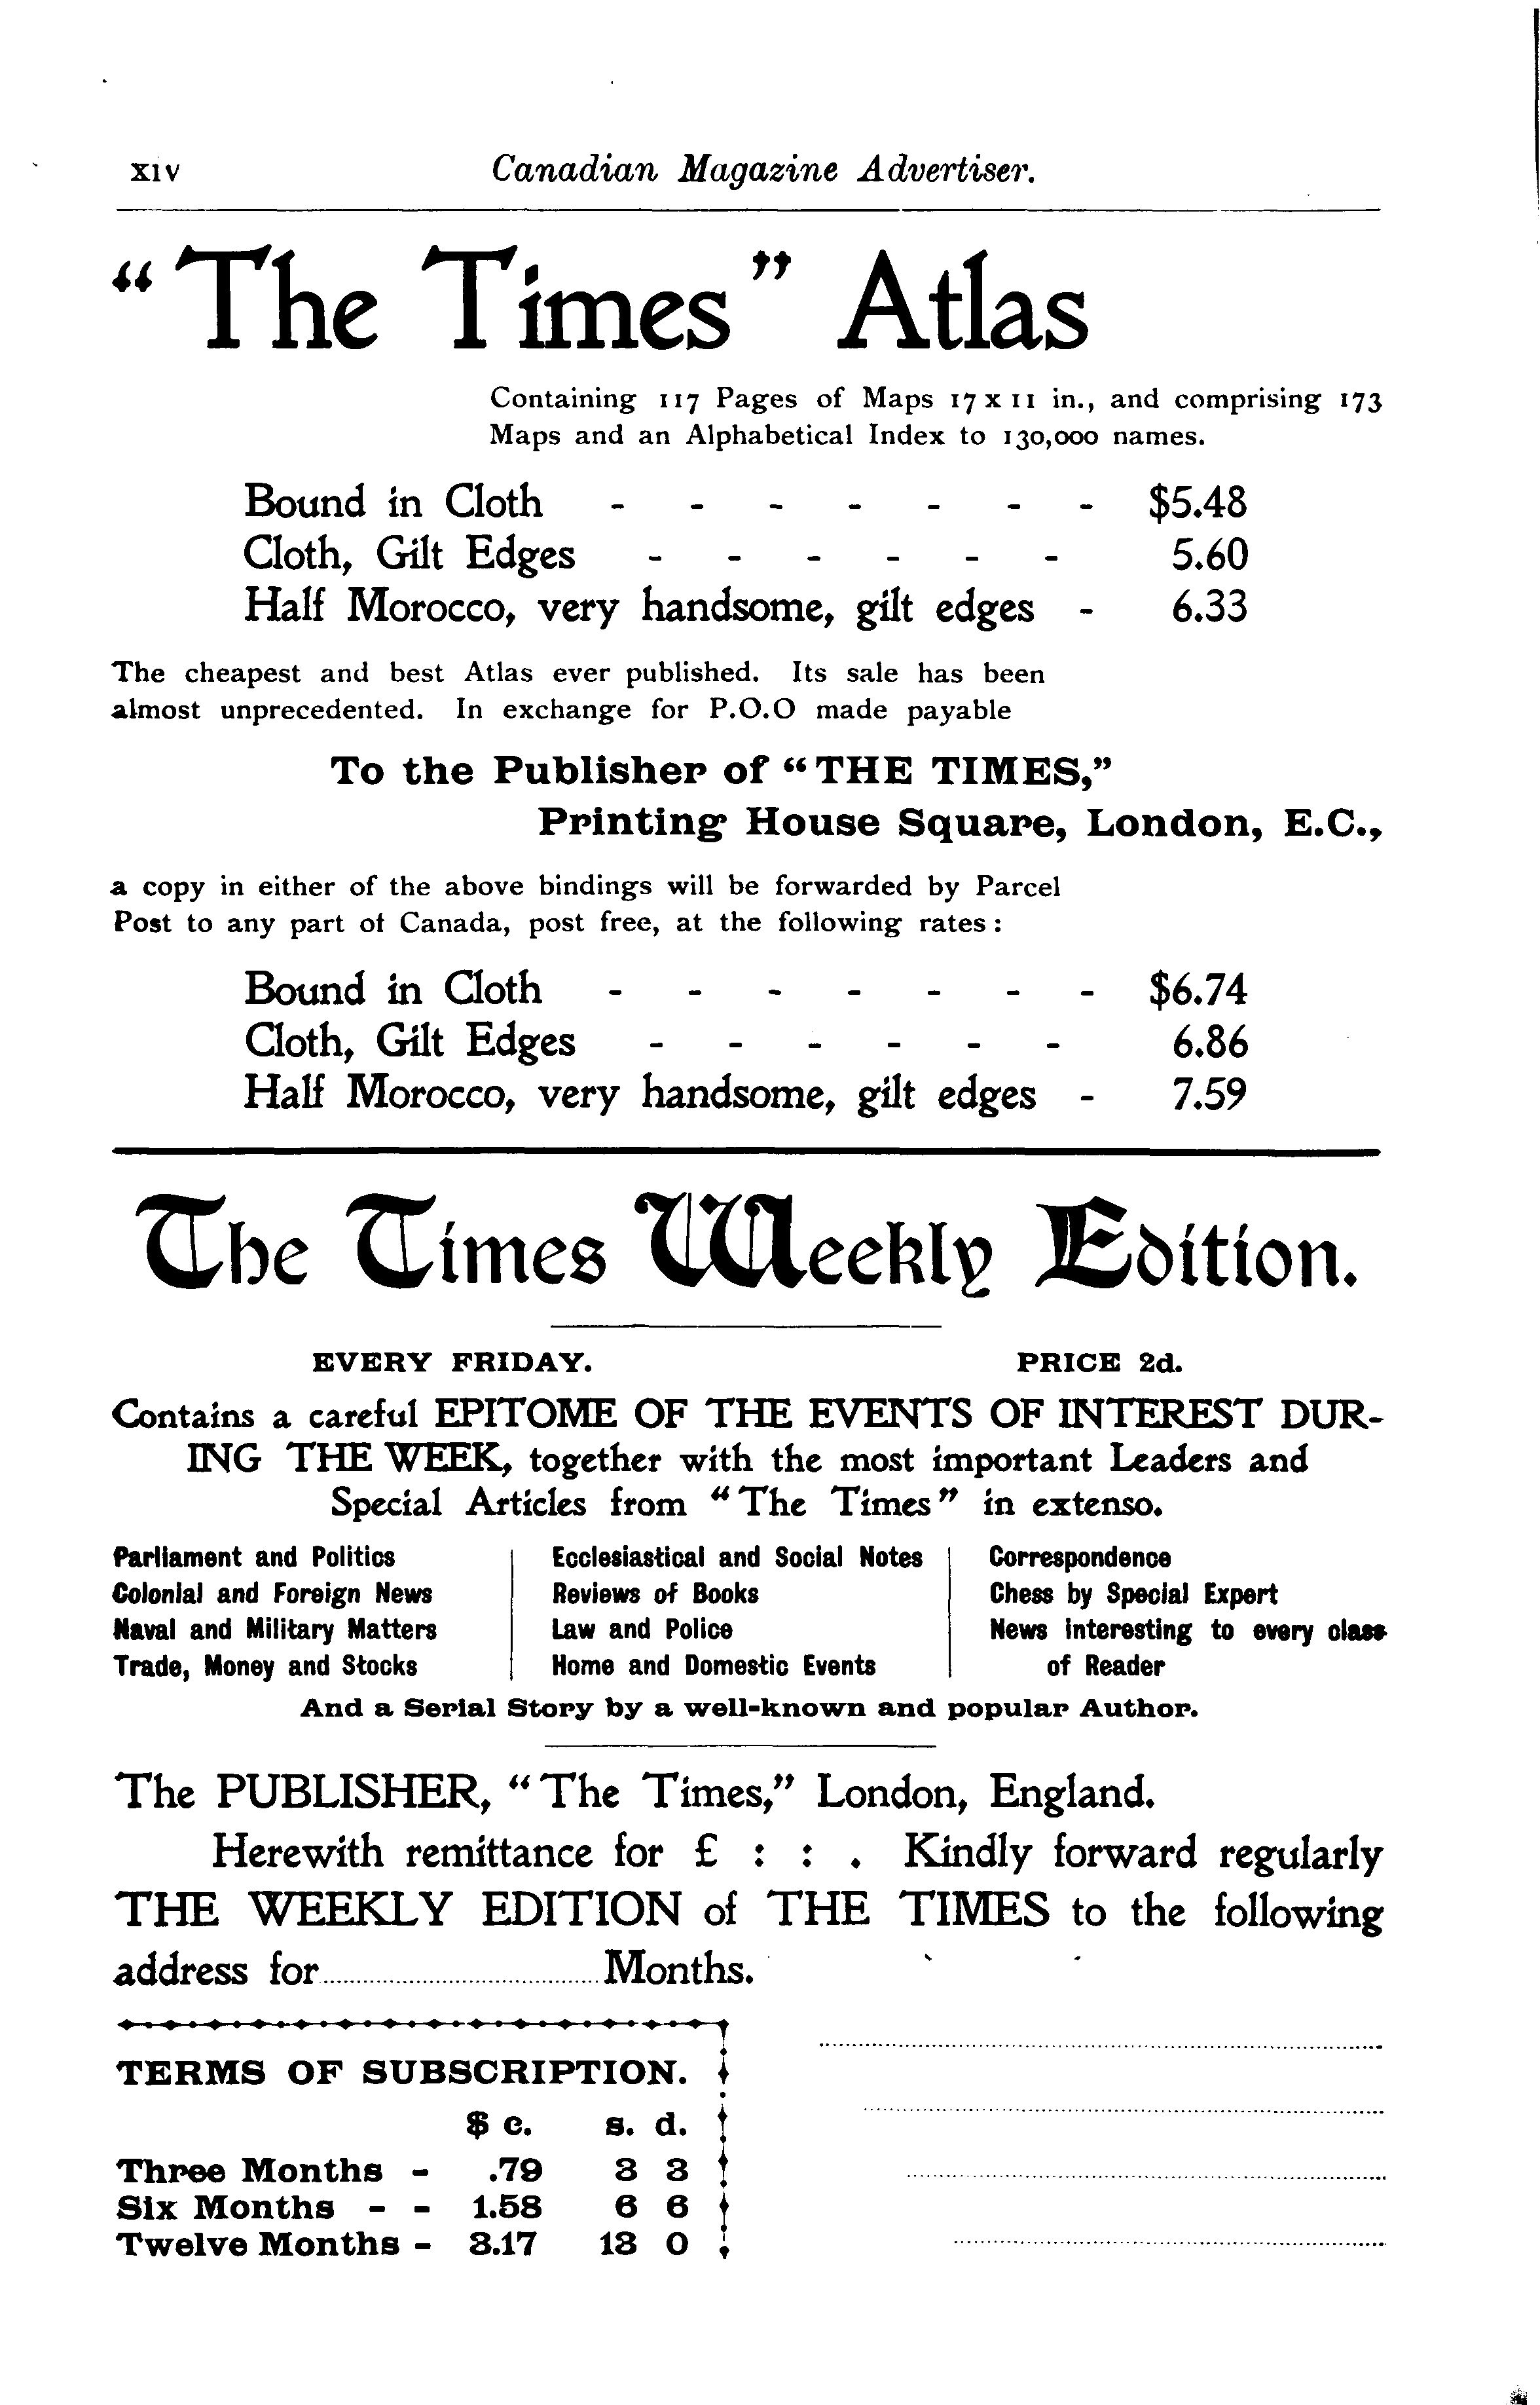 xiv Canadian Magazine Advertiser.
“The Times” Atlas
Containing 117 Pages of Maps 17 x 11 in., and comprising 173
Maps and an Alphabetical Index to 130,000 names.
Bound in Cloth - - - - - - - $5.48
Cloth, Gilt Edges - - - - - - 5.60
Half Morocco, very handsome, gilt edges - 6.33
The cheapest and best Atlas ever published. Its sale has been
almost unprecedented. In exchange for P.O.O made payable
To the Publisher of “THE TIMES,”
Printing House Square, London, E.C.,
a copy in either of the above bindings will be forwarded by Parcel
Post to any part of Canada, post free, at the following rates:
Bound in Cloth - - - - - - - $6.74
Cloth, Gilt Edges - - - - - - 6.86
Half Morocco, very handsome, gilt edges - 7.59
The Times Weekly Edition.
EVERY FRIDAY. PRICE 2d.
Contains a careful EPITOME OF THE EVENTS OF INTEREST DUR-
ING THE WEEK, together with the most important Leaders and
Special Articles from “The Times” in extenso.
Parliament and Politics
Colonial and Foreign News
Naval and Military Matters
Trade, Money and Stocks
Ecclesiastical and Social Notes
Reviews of Books
Law and Police
Home and Domestic Events
Correspondence
Chess by Special Expert
News interesting to every class
of Reader
And a Serial Story by a well-known and popular Author.
The PUBLISHER, “The Times,” London, England.
Herewith remittance for £ : : . Kindly forward regularly
THE WEEKLY EDITION of THE TIMES to the following
address for.......................................Months.
TERMS OF SUBSCRIPTION.
$ c. s. d.
Three Months - .79 3 3
Six Months - - 1.58 6 6
Twelve Months - 3.17 13 0